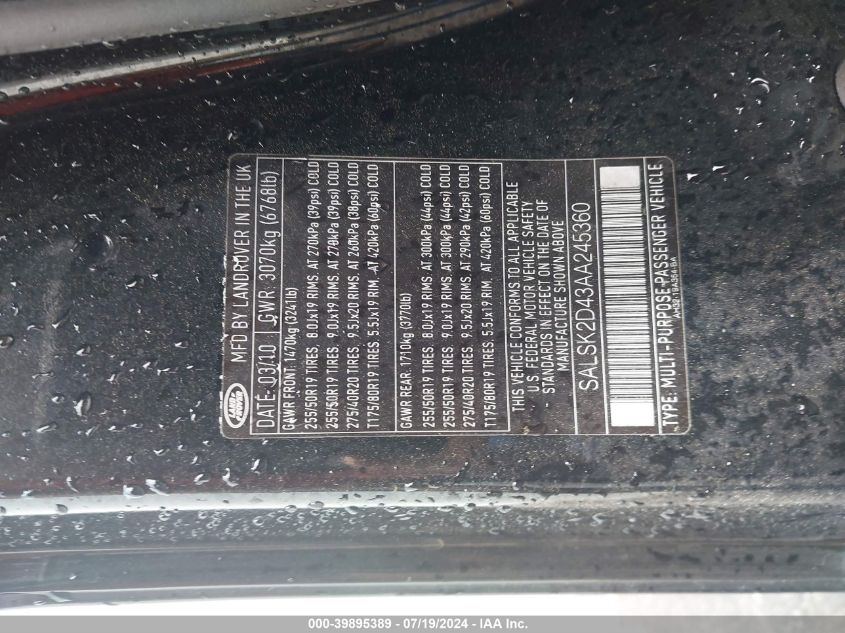 LAND-
ROVER
MFD BY LANDROVER IN THE UK
DATE: 03/10 GWR: 3070kg (6768lb)
GAWR FRONT: 1470kg (3241lb)
255/50R19 TIRES. 8.0Jx19 RIMS. AT 270kPa (39psi) COLD
255/50R19 TIRES. 9.0Jx19 RIMS. AT 270kPa (39psi) COLD
275/40R20 TIRES. 9.5Jx20 RIMS. AT 260kPa (38psi) COLD
T175/80R19 TIRES 5.5Jx19 RIM. AT 420kPa (60psi) COLD
GAWR REAR: 1710kg (3770lb)
255/50R19 TIRES. 8.0Jx19 RIMS. AT 300kPa (44psi) COLD
255/50R19 TIRES. 9.0Jx19 RIMS. AT 300kPa (44psi) COLD
275/40R20 TIRES. 9.5Jx20 RIMS. AT 290kPa (42psi) COLD
T175/80R19 TIRES 5.5Jx19 RIM. AT 420kPa (60psi) COLD
THIS VEHICLE CONFORMS TO ALL APPLICABLE
U.S. FEDERAL MOTOR VEHICLE SAFETY
STANDARDS IN EFFECT ON THE DATE OF
MANUFACTURE SHOWN ABOVE
SALSK2D43AA245360
TYPE: MULTI-PURPOSE-PASSENGER VEHICLE
000-39895389 - 07/19/2024 - IAA Inc.